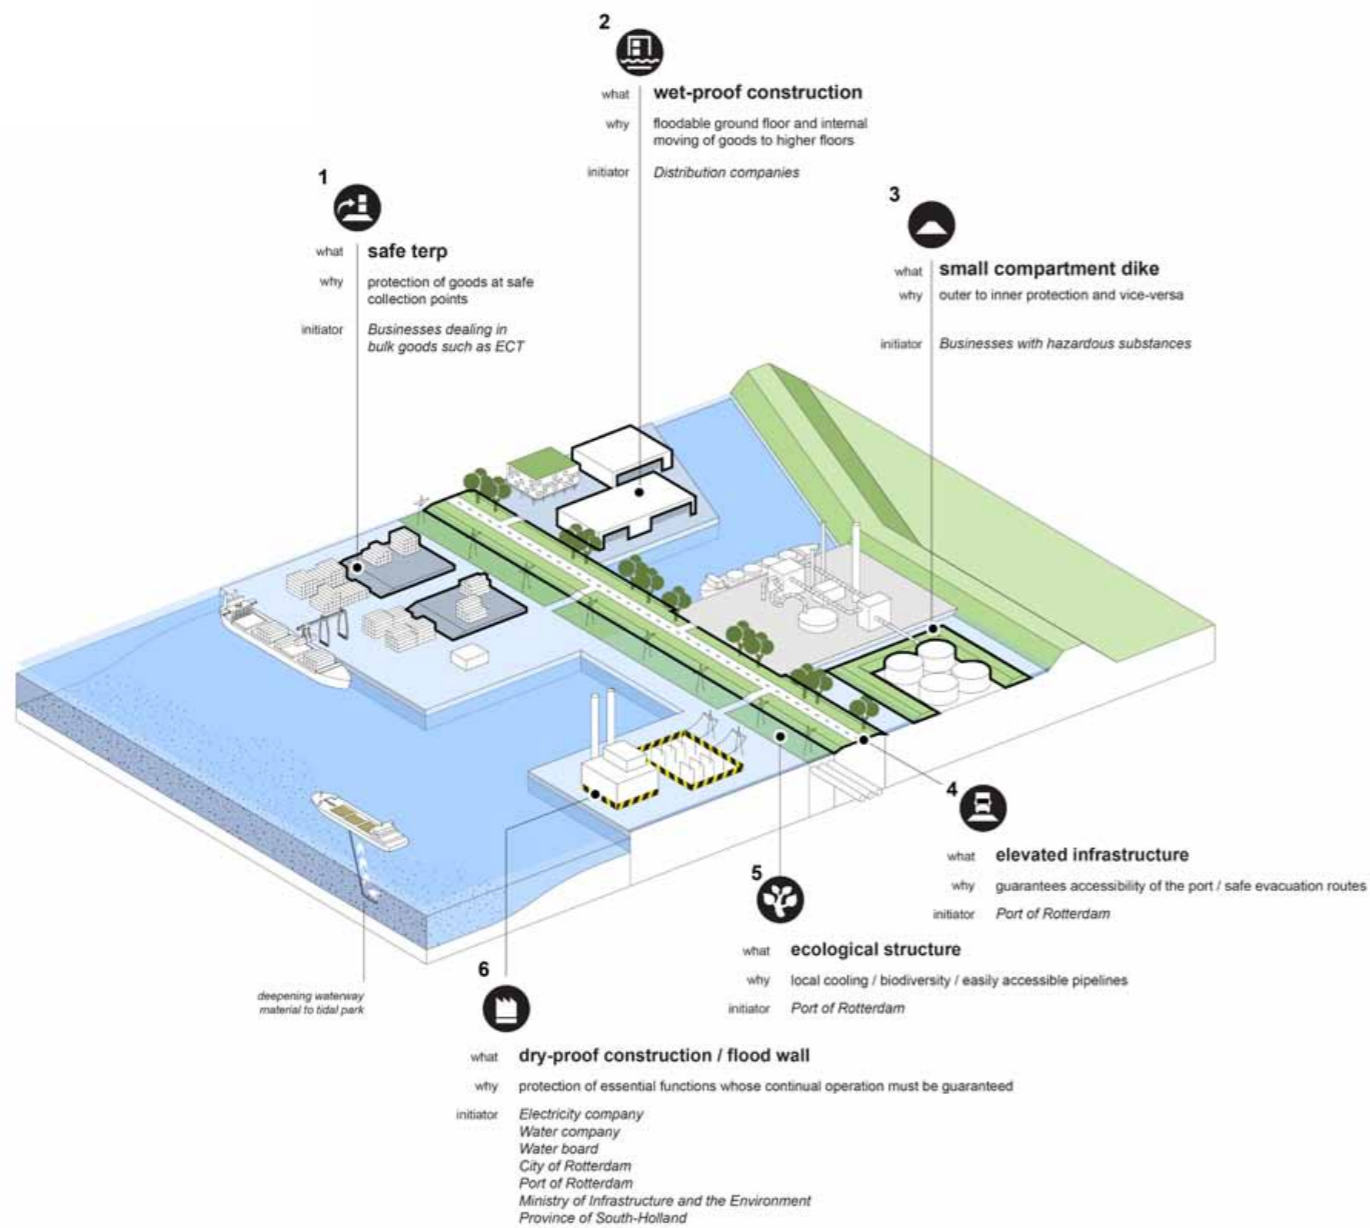 2
what wet-proof construction
why floodable ground floor and internal
moving of goods to higher floors
initiator Distribution companies
1
what safe terp
why protection of goods at safe
collection points
initiator Businesses dealing in
bulk goods such as ECT
3
what small compartment dike
why outer to inner protection and vice-versa
initiator Businesses with hazardous substances
4
what elevated infrastructure
why guarantees accessibility of the port / safe evacuation routes
initiator Port of Rotterdam
5
what ecological structure
why local cooling / biodiversity / easily accessible pipelines
initiator Port of Rotterdam
deepening waterway
material to tidal park
6
what dry-proof construction / flood wall
why protection of essential functions whose continual operation must be guaranteed
initiator Electricity company
Water company
Water board
City of Rotterdam
Port of Rotterdam
Ministry of Infrastructure and the Environment
Province of South-Holland